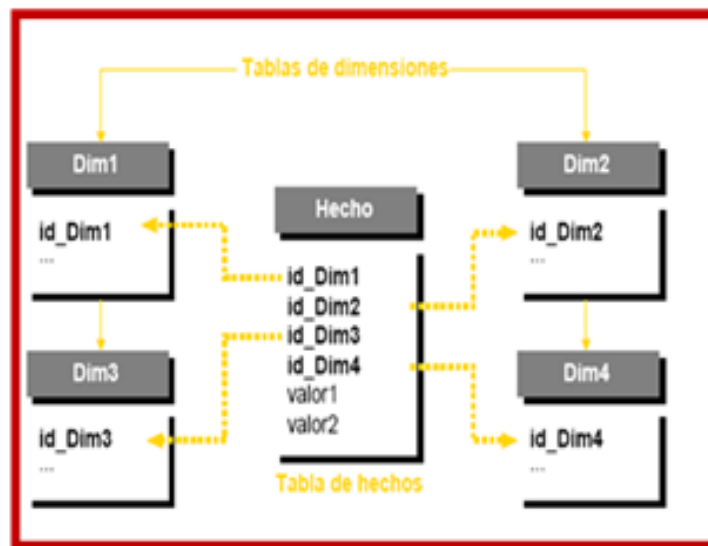 Tablas de dimensiones
Dim1
id_Dim1
...
Dim3
id_Dim3
...
Hecho
id_Dim1
id_Dim2
id_Dim3
id_Dim4
valor1
valor2
Tabla de hechos
Dim2
id_Dim2
...
Dim4
id_Dim4
...